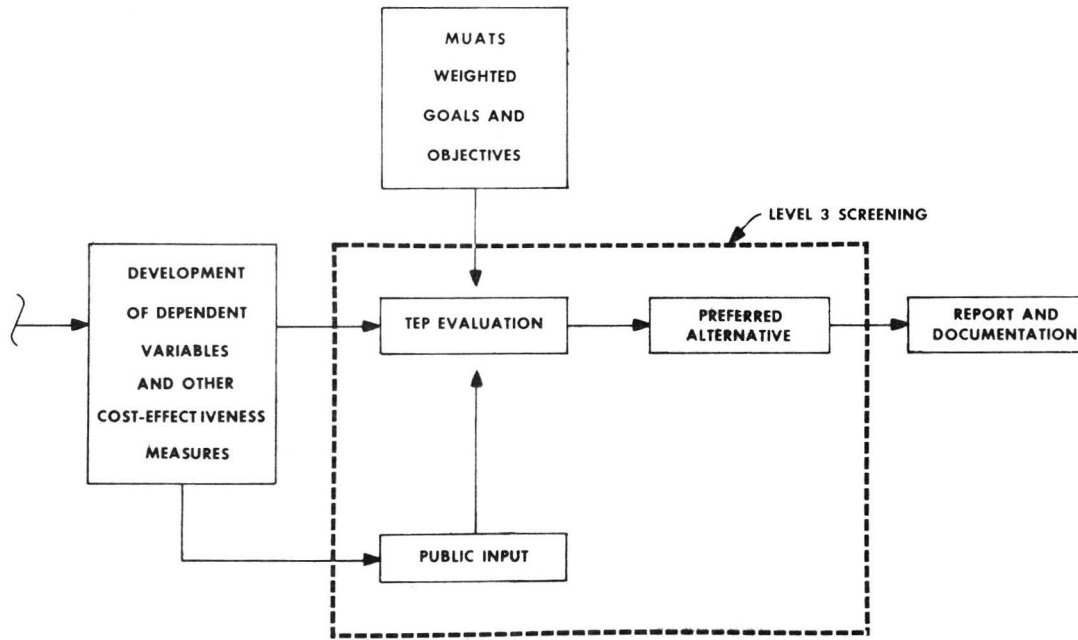 MUATS
WEIGHTED
GOALS AND
OBJECTIVES
LEVEL 3 SCREENING
DEVELOPMENT
OF DEPENDENT
VARIABLES
AND OTHER
COST-EFFECTIVENESS
MEASURES
TEP EVALUATION
PREFERRED
ALTERNATIVE
REPORT AND
DOCUMENTATION
PUBLIC INPUT